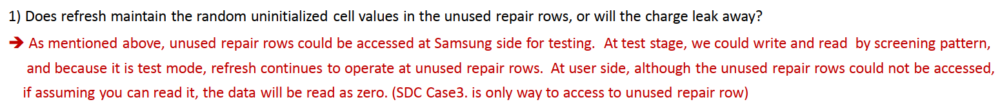 1) Does refresh maintain the random uninitialized cell values in the unused repair rows, or will the charge leak away?
➔ As mentioned above, unused repair rows could be accessed at Samsung side for testing.  At test stage, we could write and read  by screening pattern,
and because it is test mode, refresh continues to operate at unused repair rows.  At user side, although the unused repair rows could not be accessed,
if assuming you can read it, the data will be read as zero. (SDC Case3. is only way to access to unused repair row)